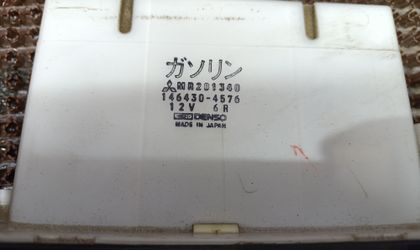 ガソリン
MR201340
146430-4576
12V 6R
DENSO
MADE IN JAPAN